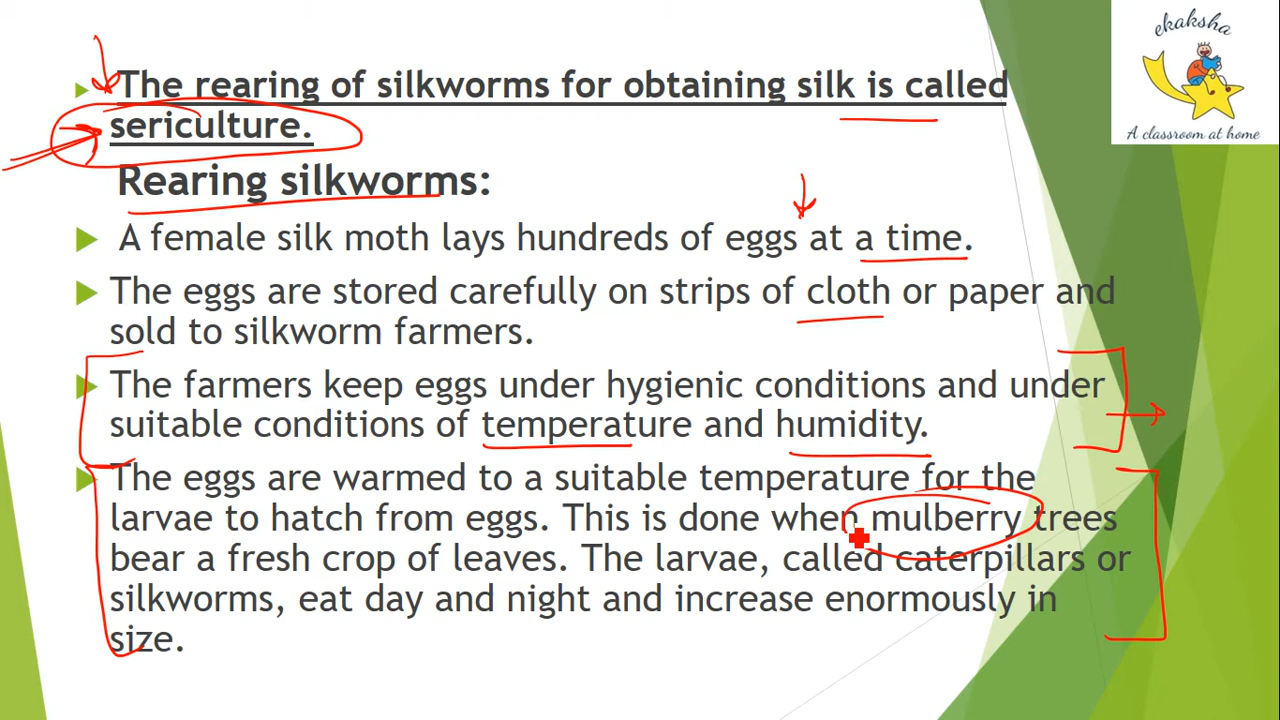 ekaksha
A classroom at home
The rearing of silkworms for obtaining silk is called
sericulture.
Rearing silkworms:
A female silk moth lays hundreds of eggs at a time.
The eggs are stored carefully on strips of cloth or paper and
sold to silkworm farmers.
The farmers keep eggs under hygienic conditions and under
suitable conditions of temperature and humidity.
The eggs are warmed to a suitable temperature for the
larvae to hatch from eggs. This is done when mulberry trees
bear a fresh crop of leaves. The larvae, called caterpillars or
silkworms, eat day and night and increase enormously in
size.